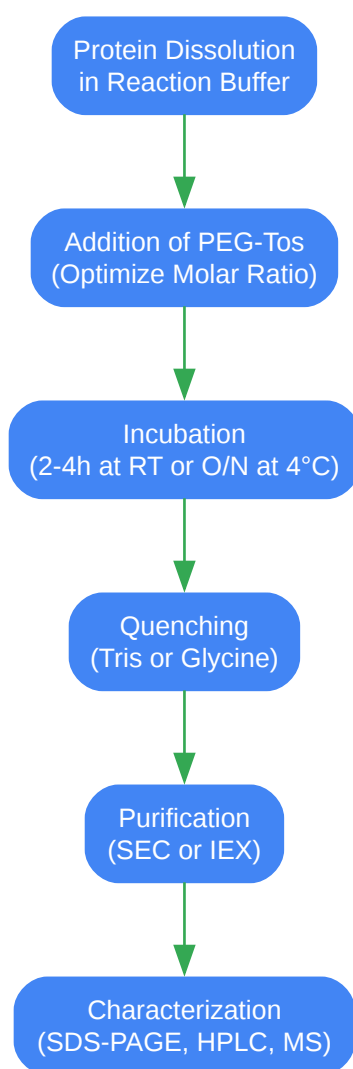 Protein Dissolution
in Reaction Buffer
Addition of PEG-Tos
(Optimize Molar Ratio)
Incubation
(2-4h at RT or O/N at 4°C)
Quenching
(Tris or Glycine)
Purification
(SEC or IEX)
Characterization
(SDS-PAGE, HPLC, MS)